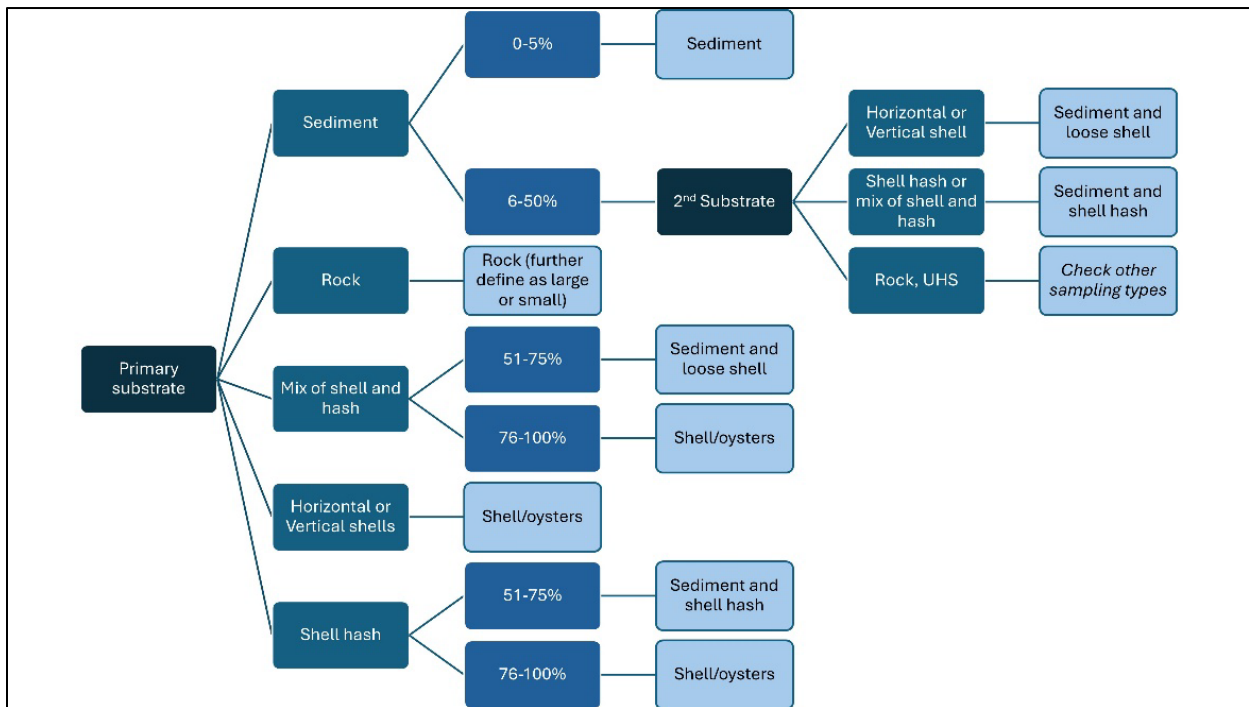 0-5%
Sediment
Sediment
Horizontal or
Vertical shell
Sediment and
loose shell
6-50%
2nd Substrate
Shell hash or
mix of shell and
hash
Sediment and
shell hash
Rock
Rock (further
define as large
or small)
Rock, UHS
Check other
sampling types
Primary
substrate
Mix of shell and
hash
51-75%
Sediment and
loose shell
76-100%
Shell/oysters
Horizontal or
Vertical shells
Shell/oysters
Shell hash
51-75%
Sediment and
shell hash
76-100%
Shell/oysters